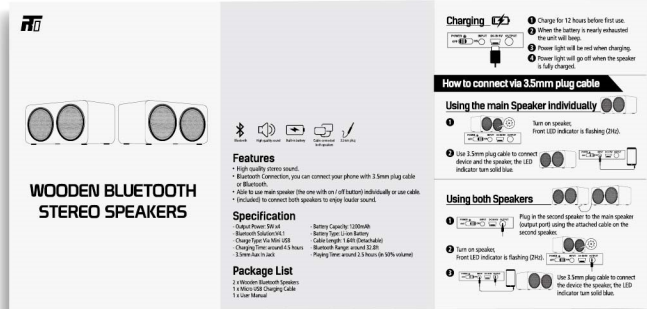 WOODEN BLUETOOTH
STEREO SPEAKERS
Bluetooth
High quality sound
Built-in battery
3.5mm plug
Features
• High quality stereo sound.
• Bluetooth Connection, you can connect your phone with 3.5mm plug cable
or Bluetooth.
• Able to use main speaker (the one with on / off button) individually or use cable.
• (included) to connect both speakers to enjoy louder sound.
Specification
- Output Power: 5W x4
- Bluetooth Solution:V4.1
- Charge Type: Via Mini USB
- Charging Time: around 4.5 hours
- 3.5mm Aux In Jack
- Battery Capacity: 1200mAh
- Battery Type: Li-ion Battery
- Cable Length: 1.64ft (Detachable)
- Bluetooth Range: around 32.8ft
- Playing Time: around 2.5 hours (in 50% volume)
Package List
2 x Wooden Bluetooth Speakers
1 x Micro USB Charging Cable
1 x User Manual
Charging
POWER INPUT DC IN 5V OUTPUT
1 Charge for 12 hours before first use.
2 When the battery is nearly exhausted
the unit will beep.
3 Power light will be red when charging.
4 Power light will go off when the speaker
is fully charged.
How to connect via 3.5mm plug cable
Using the main Speaker individually
1 Turn on speaker,
Front LED indicator is flashing (2Hz).
2 Use 3.5mm plug cable to connect
device and the speaker, the LED
indicator turn solid blue.
Using both Speakers
1 Plug in the second speaker to the main speaker
(output port) using the attached cable on the
second speaker.
2 Turn on speaker,
Front LED indicator is flashing (2Hz).
3 Use 3.5mm plug cable to connect
the device the speaker, the LED
indicator turn solid blue.